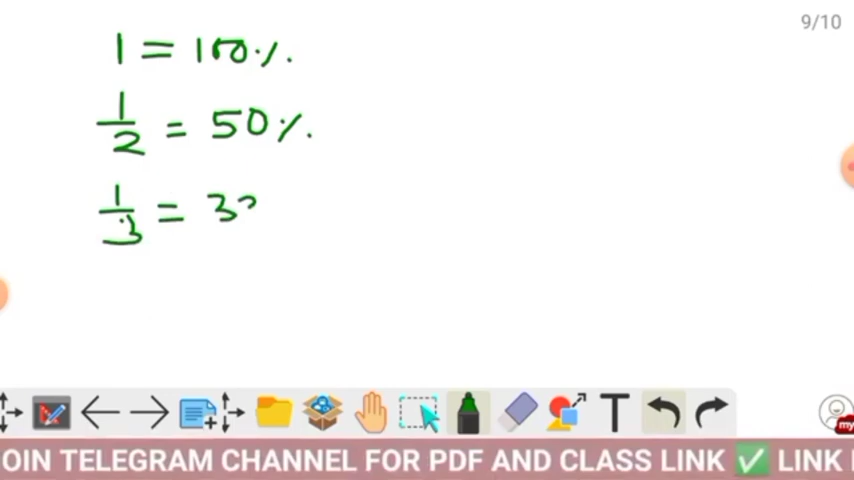 9/10
1 = 100%.
1/2 = 50%.
1/3 = 3
T
my
OIN TELEGRAM CHANNEL FOR PDF AND CLASS LINK ✅ LINK